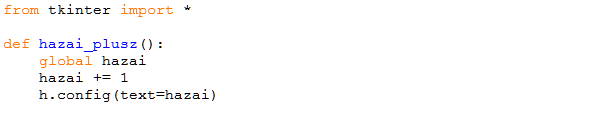 from tkinter import *
def hazai_plusz():
    global hazai
    hazai += 1
    h.config(text=hazai)